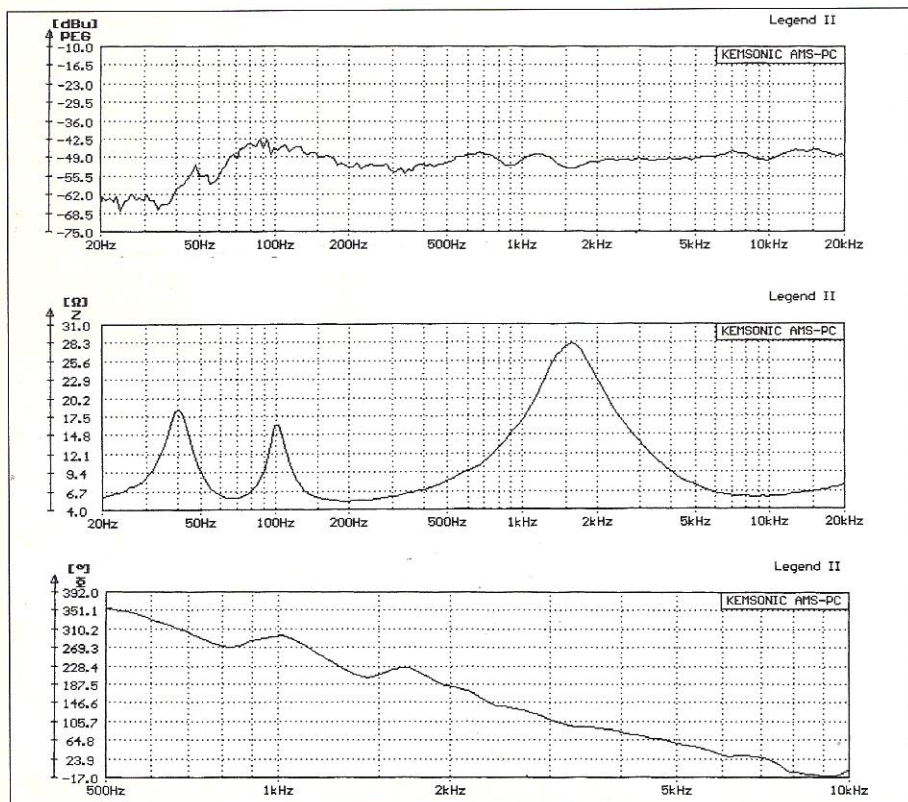 [dBu] Legend II
PEG
-10.0 KEMSONIC AMS-PC
-16.5
-23.0
-29.5
-36.0
-42.5
-49.0
-55.5
-62.0
-68.5
-75.0
20Hz 50Hz 100Hz 200Hz 500Hz 1kHz 2kHz 5kHz 10kHz 20kHz
[Ω] Legend II
Z
31.0 KEMSONIC AMS-PC
28.3
25.6
22.9
20.2
17.5
14.8
12.1
9.4
6.7
4.0
20Hz 50Hz 100Hz 200Hz 500Hz 1kHz 2kHz 5kHz 10kHz 20kHz
[°] Legend II
392.0 KEMSONIC AMS-PC
351.1
310.2
269.3
228.4
187.5
146.6
105.7
64.8
23.9
-17.0
500Hz 1kHz 2kHz 5kHz 10kHz